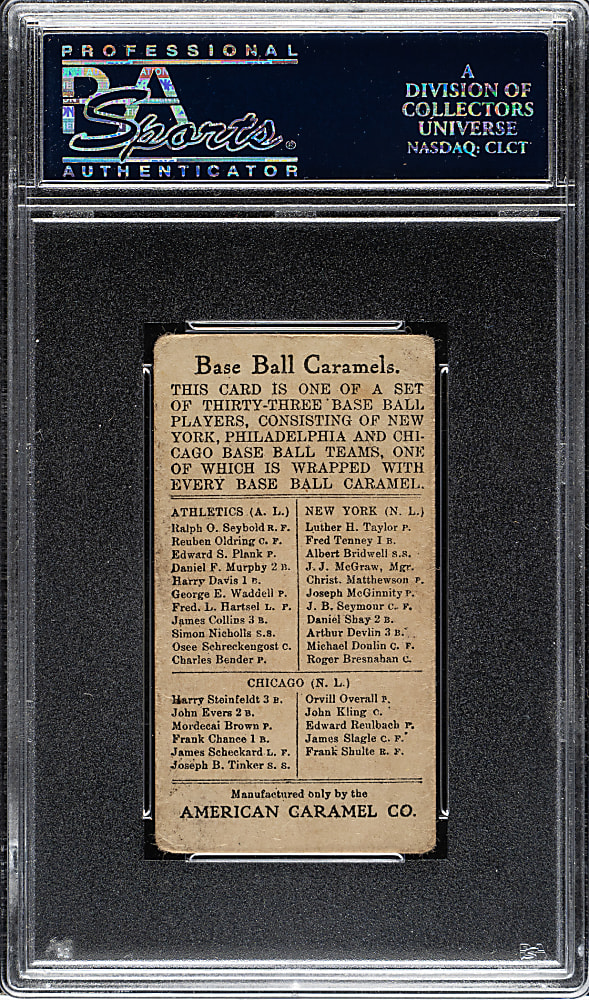 PROFESSIONAL
PSA
Sports®
AUTHENTICATOR
A
DIVISION OF
COLLECTORS
UNIVERSE
NASDAQ: CLCT
Base Ball Caramels.
THIS CARD IS ONE OF A SET
OF THIRTY-THREE BASE BALL
PLAYERS, CONSISTING OF NEW
YORK, PHILADELPHIA AND CHI-
CAGO BASE BALL TEAMS, ONE
OF WHICH IS WRAPPED WITH
EVERY BASE BALL CARAMEL.
ATHLETICS (A. L.)
Ralph O. Seybold R. F.
Reuben Oldring C. F.
Edward S. Plank P.
Daniel F. Murphy 2 B.
Harry Davis 1 B.
George E. Waddell P.
Fred. L. Hartsel L. F.
James Collins 3 B.
Simon Nicholls S.S.
Osee Schreckengost C.
Charles Bender P.
NEW YORK (N. L.)
Luther H. Taylor P.
Fred Tenney 1 B.
Albert Bridwell S.S.
J. J. McGraw, Mgr.
Christ. Matthewson P.
Joseph McGinnity P.
J. B. Seymour C. F.
Daniel Shay 2 B.
Arthur Devlin 3 B.
Michael Donlin C. F.
Roger Bresnahan C.
CHICAGO (N. L.)
Harry Steinfeldt 3 B.
John Evers 2 B.
Mordecai Brown P.
Frank Chance 1 B.
James Scheckard L. F.
Joseph B. Tinker S. S.
Orvill Overall P.
John Kling C.
Edward Reulbach P.
James Slagle C. F.
Frank Shulte R. F.
Manufactured only by the
AMERICAN CARAMEL CO.